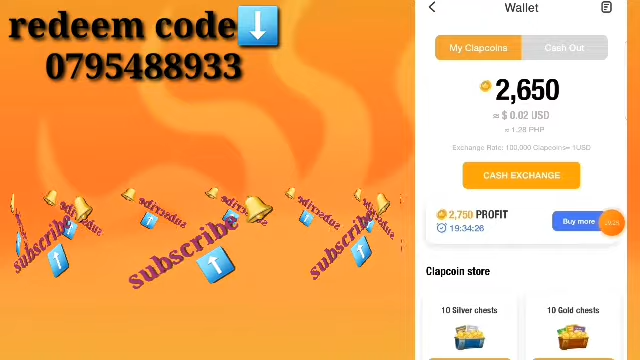 redeem code
0795488933
subscribe
subscribe
subscribe
subscribe
subscribe
subscribe
Wallet
My Clapcoins
Cash Out
2,650
≈ $ 0.02 USD
≈ 1.28 PHP
Exchange Rate: 100,000 Clapcoins= 1USD
CASH EXCHANGE
2,750 PROFIT
19:34:26
Buy more
Clapcoin store
10 Silver chests
10 Gold chests